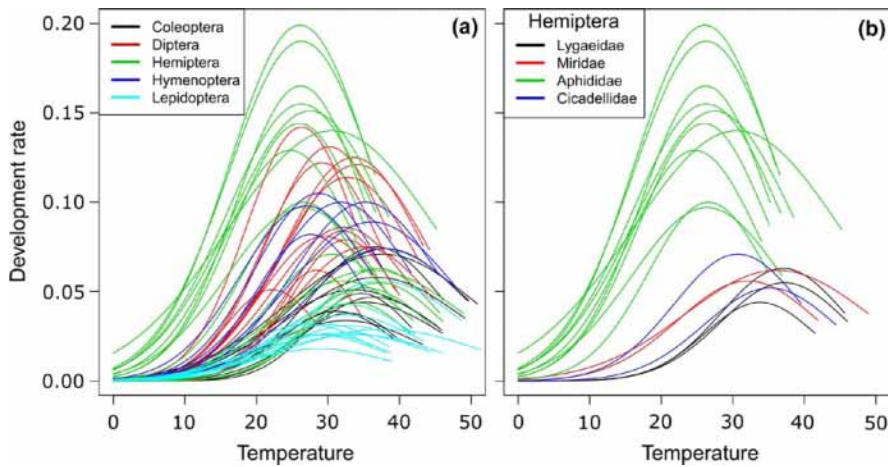 Development rate
0.20
0.15
0.10
0.05
0.00
Coleoptera
Diptera
Hemiptera
Hymenoptera
Lepidoptera
(a)
0 10 20 30 40 50
Temperature
Hemiptera
Lygaeidae
Miridae
Aphididae
Cicadellidae
(b)
0 10 20 30 40 50
Temperature